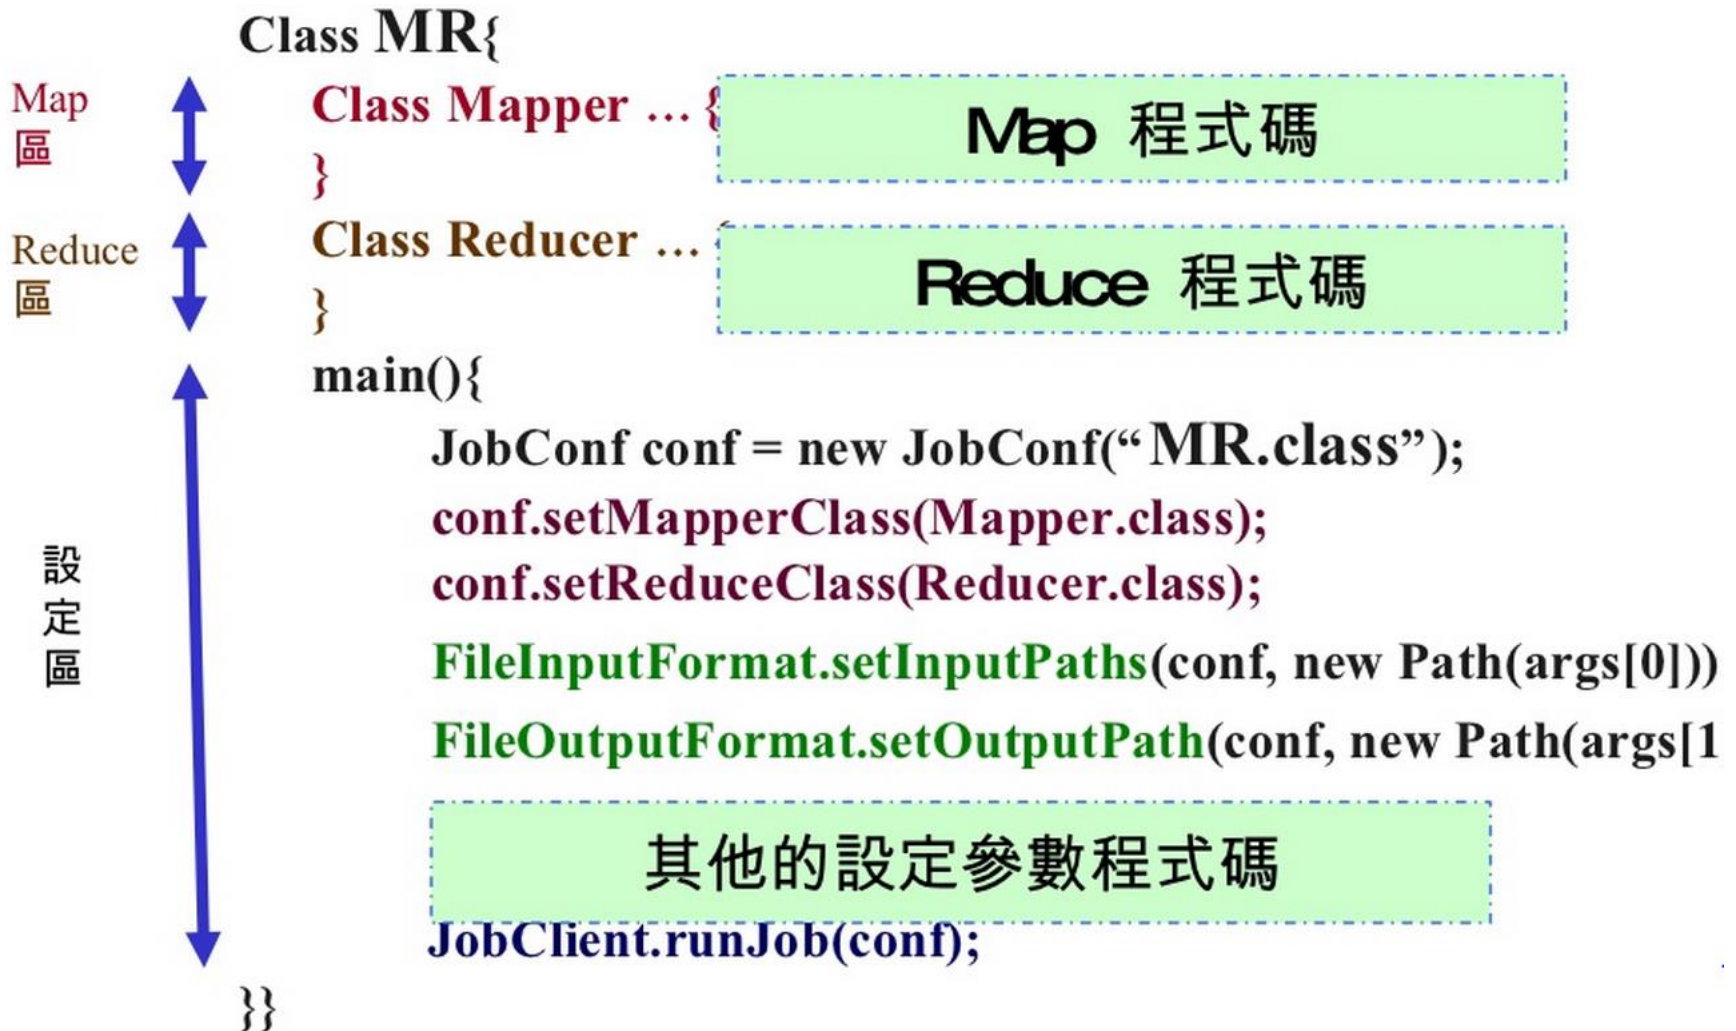 Class MR{
Map
區
Class Mapper ... {
Map 程式碼
}
Reduce
區
Class Reducer ...
Reduce 程式碼
}
main(){
設定區
JobConf conf = new JobConf(“MR.class”);
conf.setMapperClass(Mapper.class);
conf.setReduceClass(Reducer.class);
FileInputFormat.setInputPaths(conf, new Path(args[0]))
FileOutputFormat.setOutputPath(conf, new Path(args[1
其他的設定參數程式碼
JobClient.runJob(conf);
}}